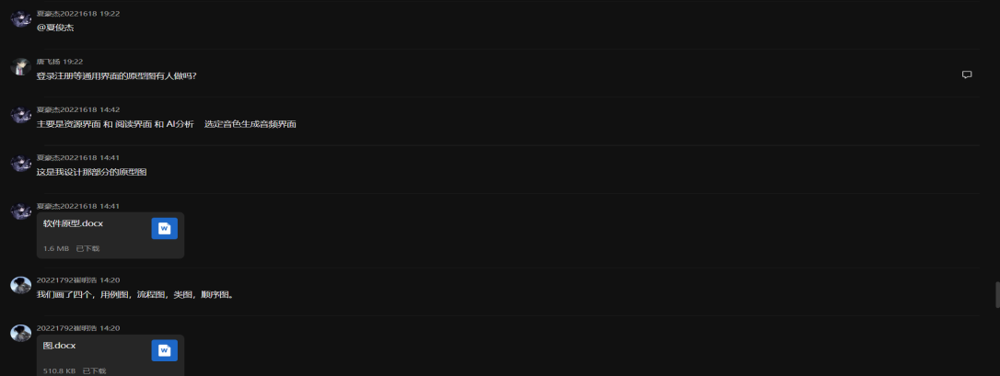 夏豪杰20221618 19:22
@夏俊杰
唐飞扬 19:22
登录注册等通用界面的原型图有人做吗?
夏豪杰20221618 14:42
主要是资源界面 和 阅读界面 和 AI分析 选定音色生成音频界面
夏豪杰20221618 14:41
这是我设计那部分的原型图
夏豪杰20221618 14:41
软件原型.docx
W
1.6 MB 已下载
20221792崔明浩 14:20
我们画了四个，用例图，流程图，类图，顺序图。
20221792崔明浩 14:20
图.docx
W
510.8 KB 已下载